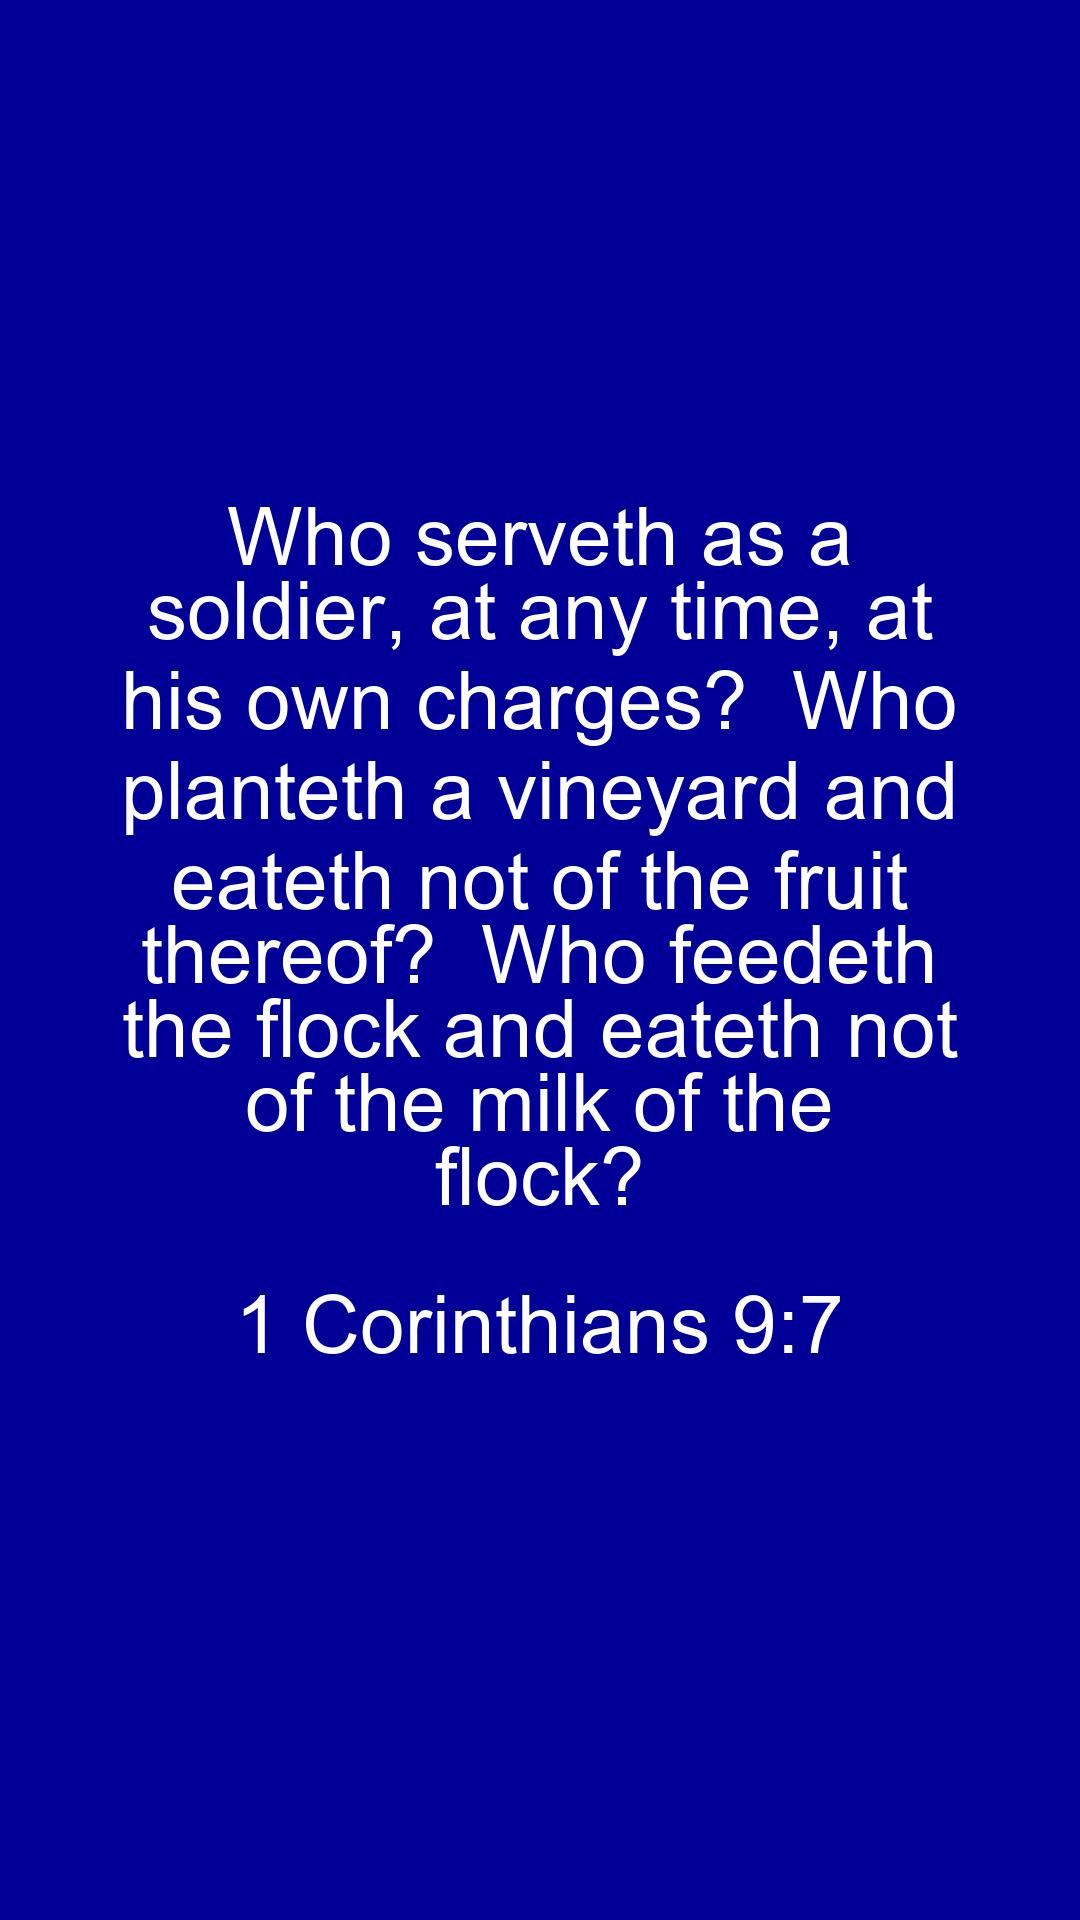 Who serveth as a
soldier, at any time, at
his own charges?  Who
planteth a vineyard and
eateth not of the fruit
thereof?  Who feedeth
the flock and eateth not
of the milk of the
flock?
1 Corinthians 9:7